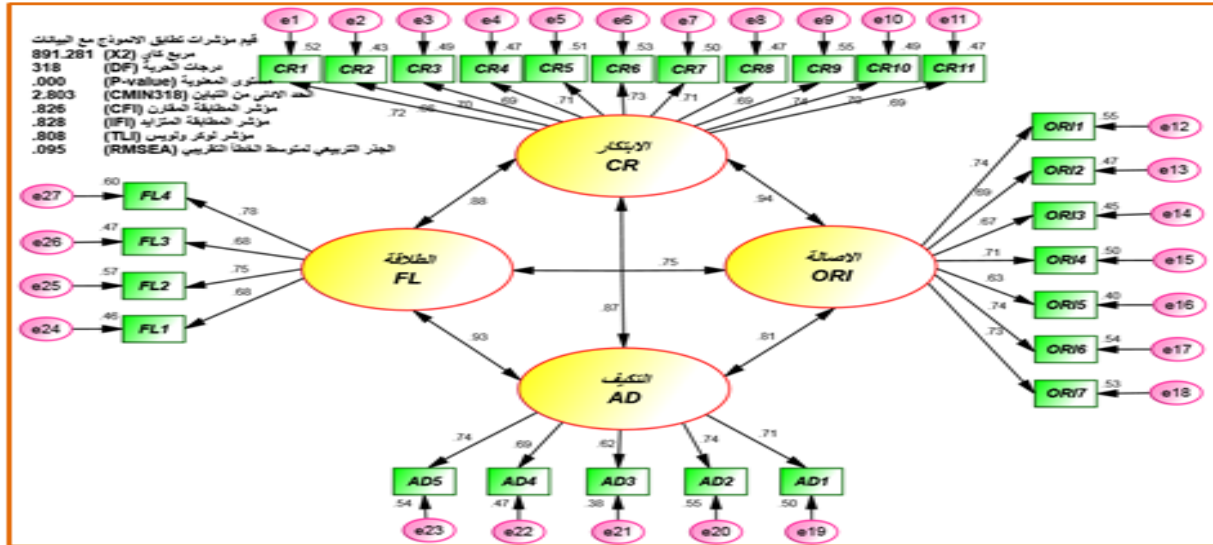 e1 e2 e3 e4 e5 e6 e7 e8 e9 e10 e11
قيم مؤشرات تطابق الانموذج مع البيانات
مربع كاي (X2) 891.281
درجات الحرية (DF) 318
مستوى المعنوية (P-value) .000
الحد الادنى من التباين (CMIN318) 2.803
مؤشر المطابقة المقارن (CFI) .826
مؤشر المطابقة المتزايد (IFI) .828
مؤشر توكر ولويس (TLI) .808
الجذر التربيعي لمتوسط الخطأ التقريبي (RMSEA) .095
.52 .43 .49 .47 .51 .53 .50 .47 .55 .49 .47
CR1 CR2 CR3 CR4 CR5 CR6 CR7 CR8 CR9 CR10 CR11
.72 .70 .69 .71 .73 .71 .69 .74 .69
الابتكار
CR
.88
.94
.55
ORI1 e12
.74
.47
ORI2 e13
.69
.45
ORI3 e14
.67
.50
ORI4 e15
.71
.40
ORI5 e16
.63
.54
ORI6 e17
.74
.53
ORI7 e18
.73
الاصالة
ORI
.75
.87
الطلاقة
FL
.60
e27 FL4 .78
.47
e26 FL3 .68
.57
e25 FL2 .75
.46
e24 FL1 .68
.93
.81
التكيف
AD
.74 .69 .62 .74 .71
AD5 AD4 AD3 AD2 AD1
.54 .47 .38 .55 .50
e23 e22 e21 e20 e19